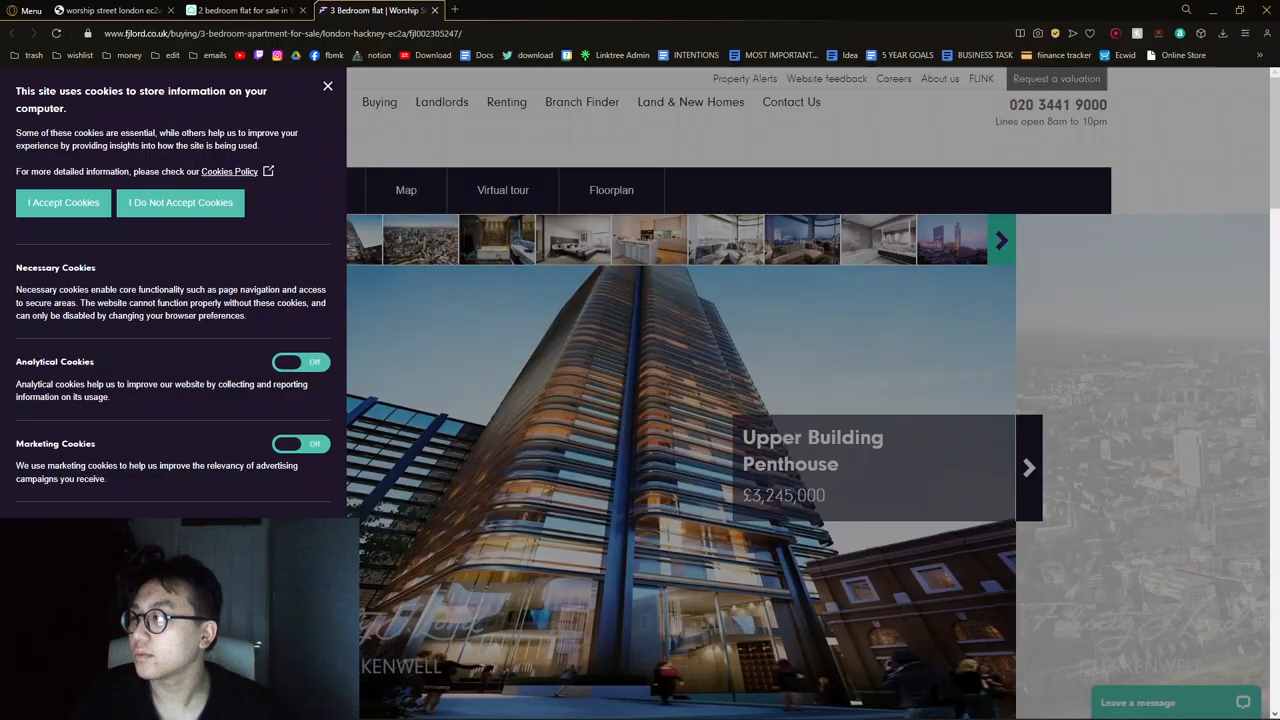 Menu
worship street london ec2a
2 bedroom flat for sale in W
3 Bedroom flat | Worship S
www.fjlord.co.uk/buying/3-bedroom-apartment-for-sale/london-hackney-ec2a/fjl002305247/
trash
wishlist
money
edit
emails
fbmk
notion
Download
Docs
download
Linktree Admin
INTENTIONS
MOST IMPORTANT...
Idea
5 YEAR GOALS
BUSINESS TASK
finance tracker
Ecwid
Online Store
Property Alerts Website feedback Careers About us FLINK Request a valuation
Buying Landlords Renting Branch Finder Land & New Homes Contact Us
020 3441 9000
Lines open 8am to 10pm
Map Virtual tour Floorplan
This site uses cookies to store information on your
computer.
Some of these cookies are essential, while others help us to improve your
experience by providing insights into how the site is being used.
For more detailed information, please check our Cookies Policy
I Accept Cookies I Do Not Accept Cookies
Necessary Cookies
Necessary cookies enable core functionality such as page navigation and access
to secure areas. The website cannot function properly without these cookies, and
can only be disabled by changing your browser preferences.
Analytical Cookies Off
Analytical cookies help us to improve our website by collecting and reporting
information on its usage.
Marketing Cookies Off
We use marketing cookies to help us improve the relevancy of advertising
campaigns you receive.
Upper Building
Penthouse
£3,245,000
Felicity J Lord
KENWELL
CLERKENWELL
Leave a message